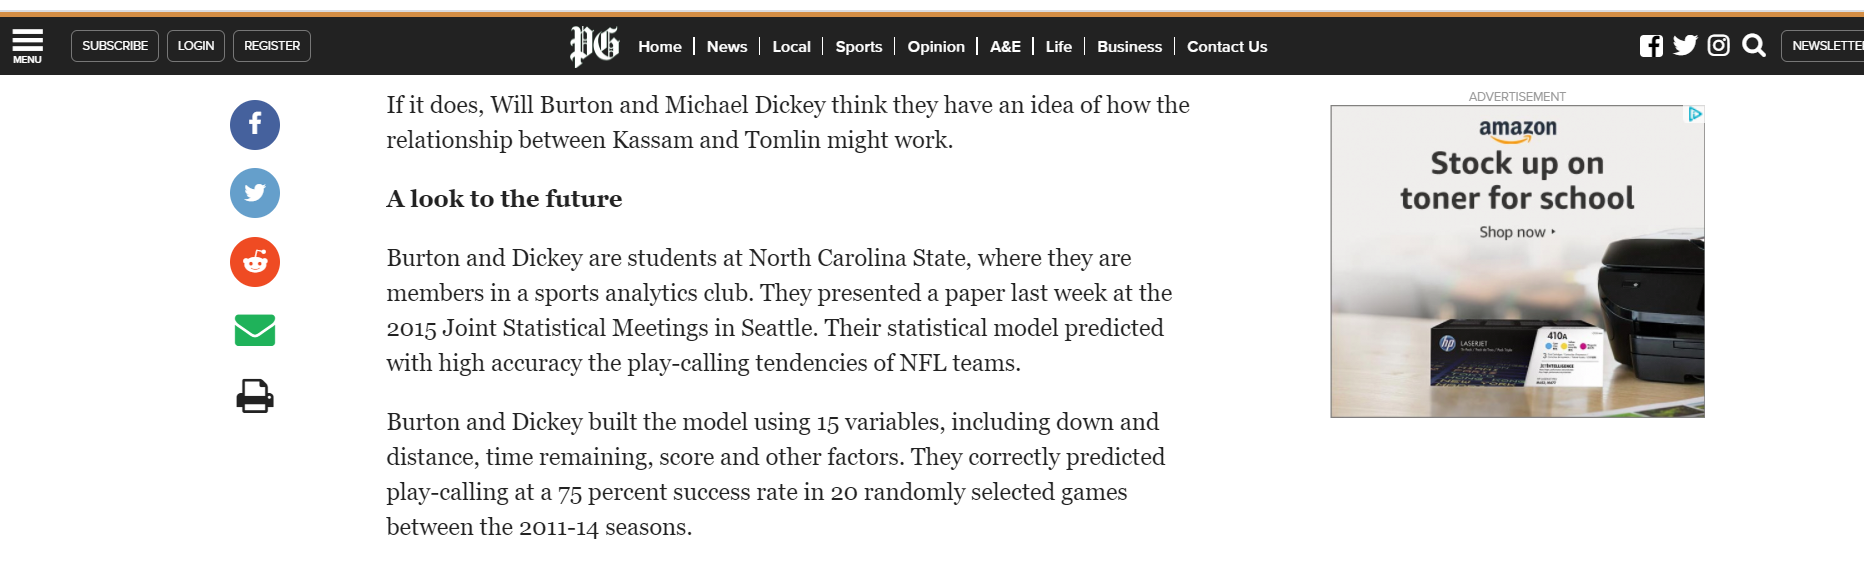 MENU
SUBSCRIBE
LOGIN
REGISTER
PG
Home
News
Local
Sports
Opinion
A&E
Life
Business
Contact Us
If it does, Will Burton and Michael Dickey think they have an idea of how the
relationship between Kassam and Tomlin might work.
A look to the future
Burton and Dickey are students at North Carolina State, where they are
members in a sports analytics club. They presented a paper last week at the
2015 Joint Statistical Meetings in Seattle. Their statistical model predicted
with high accuracy the play-calling tendencies of NFL teams.
Burton and Dickey built the model using 15 variables, including down and
distance, time remaining, score and other factors. They correctly predicted
play-calling at a 75 percent success rate in 20 randomly selected games
between the 2011-14 seasons.
ADVERTISEMENT
amazon
Stock up on
toner for school
Shop now
hp
LASERJET
410A